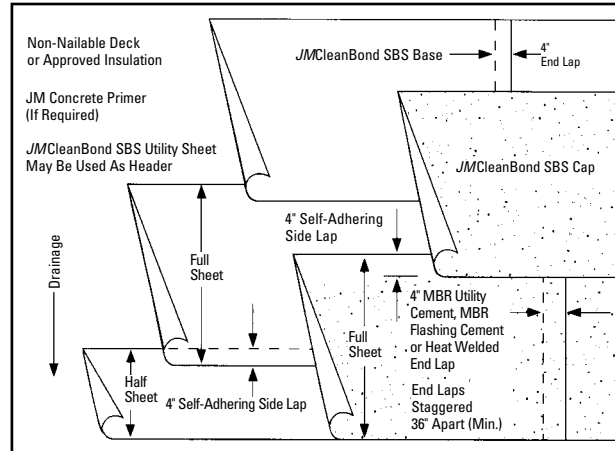 Non-Nailable Deck
or Approved Insulation
JM Concrete Primer
(If Required)
JMCleanBond SBS Utility Sheet
May Be Used As Header
JMCleanBond SBS Base
4"
End Lap
JMCleanBond SBS Cap
4" Self-Adhering
Side Lap
Drainage
Full
Sheet
Full
Sheet
4" MBR Utility
Cement, MBR
Flashing Cement
or Heat Welded
End Lap
Half
Sheet
4" Self-Adhering Side Lap
End Laps
Staggered
36" Apart (Min.)